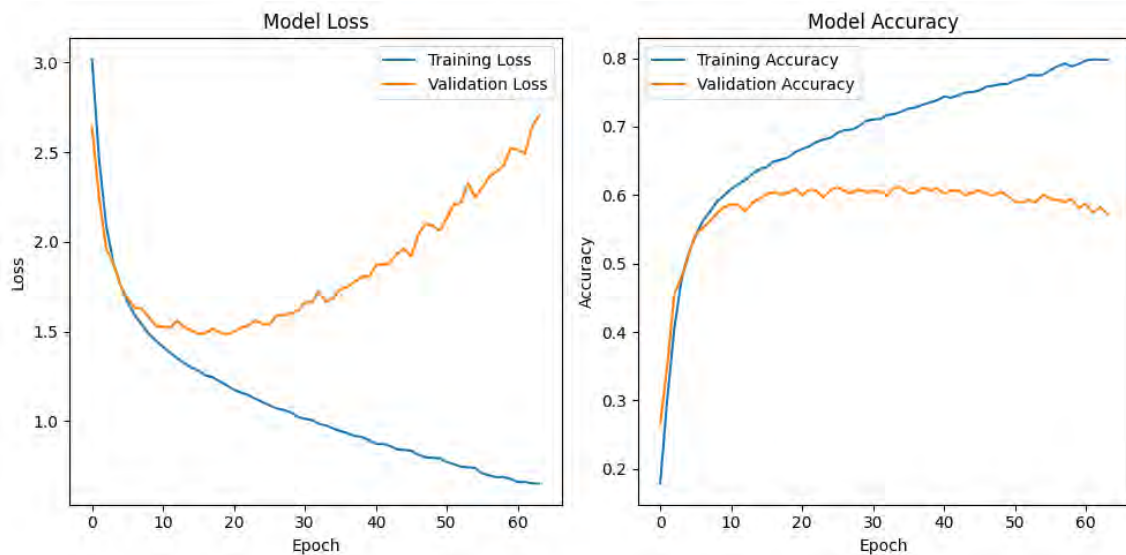 Model Loss
Training Loss
Validation Loss
3.0
2.5
2.0
1.5
1.0
Loss
0 10 20 30 40 50 60
Epoch
Model Accuracy
Training Accuracy
Validation Accuracy
0.8
0.7
0.6
0.5
0.4
0.3
0.2
Accuracy
0 10 20 30 40 50 60
Epoch